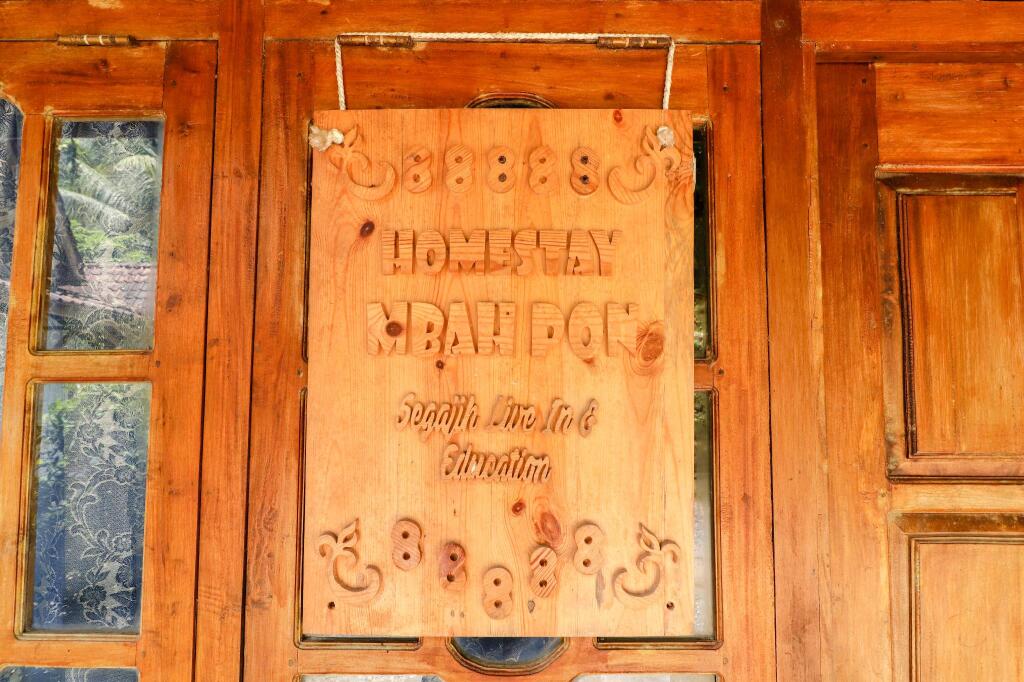 HOMESTAY
MBAH PON
Segajih Live In &
Education